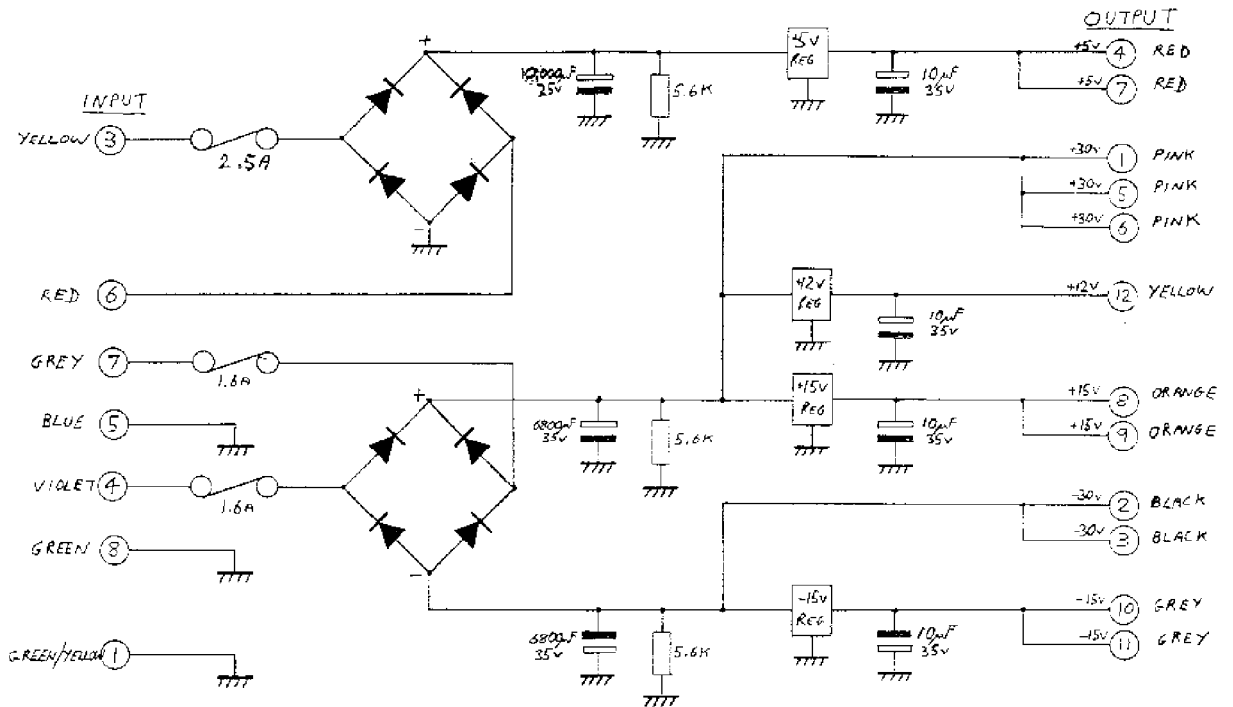 INPUT
YELLOW 3
2.5A
RED 6
GREY 7
1.6A
BLUE 5
VIOLET 4
1.6A
GREEN 8
GREEN/YELLOW 1
+
-
10,000µF
25v
5.6K
+5v
REG
10µF
35v
+
-
6800µF
35v
5.6K
+12v
REG
10µF
35v
+15v
REG
10µF
35v
6800µF
35v
5.6K
-15v
REG
10µF
35v
OUTPUT
+5v 4 RED
+5v 7 RED
+30v 1 PINK
+30v 5 PINK
+30v 6 PINK
+12v 12 YELLOW
+15v 8 ORANGE
+15v 9 ORANGE
-30v 2 BLACK
-30v 3 BLACK
-15v 10 GREY
-15v 11 GREY